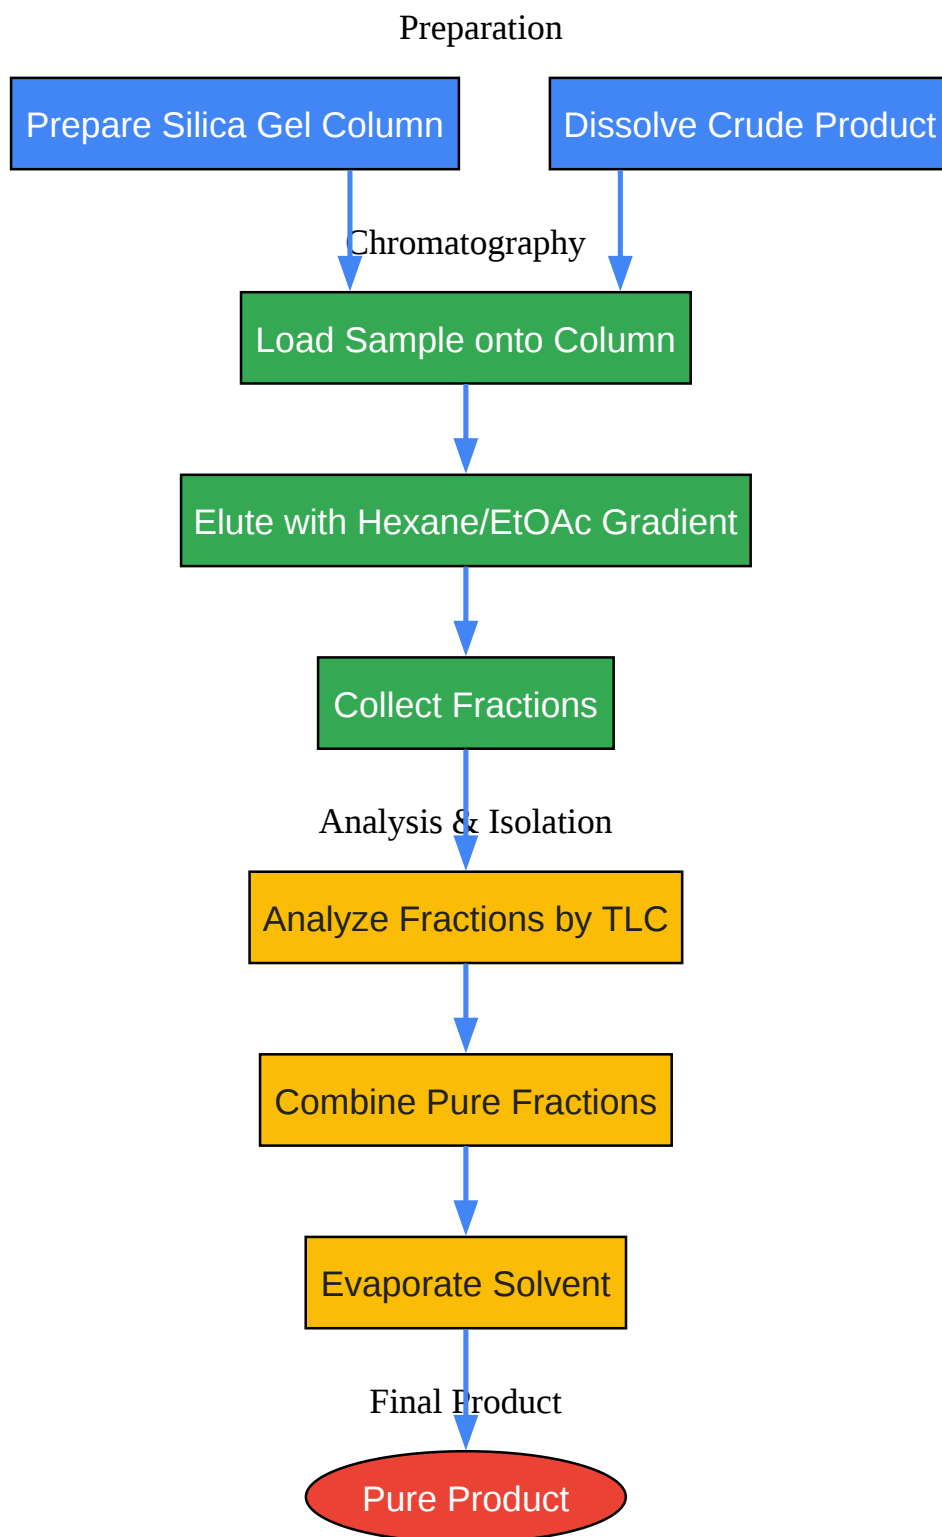 Preparation
Prepare Silica Gel Column
Dissolve Crude Product
Chromatography
Load Sample onto Column
Elute with Hexane/EtOAc Gradient
Collect Fractions
Analysis & Isolation
Analyze Fractions by TLC
Combine Pure Fractions
Evaporate Solvent
Final Product
Pure Product